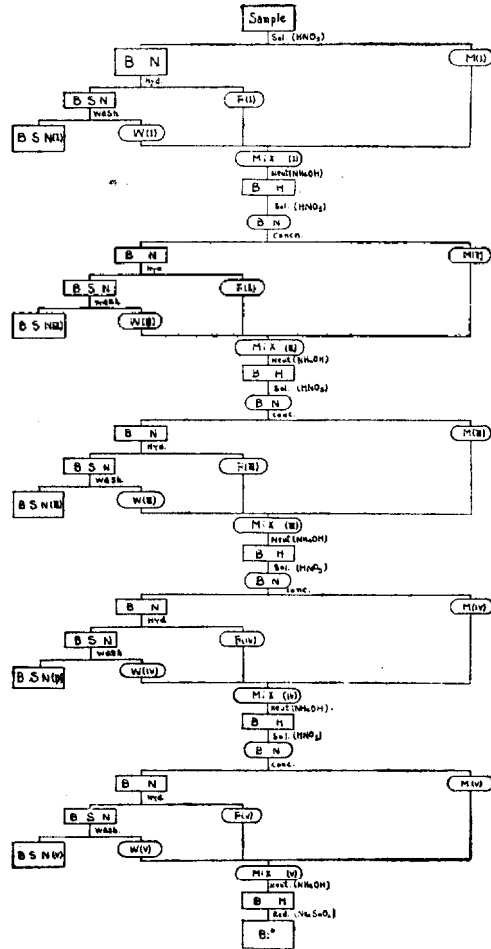 Sample
Sol. (HNO3)
B N
M(I)
Hyd.
B S N
F(I)
Wash.
B S N(I)
W(I)
Mix (I)
Neut(NH4OH)
B H
Sol. (HNO3)
B N
Conc.
B N
M(II)
Hyd
B S N
F(II)
Wash
B S N(II)
W(II)
Mix (II)
Neut(NH4OH)
B H
Sol. (HNO3)
B N
Conc.
B N
M(III)
Hyd.
B S N
F(III)
Wash.
B S N(III)
W(III)
Mix (III)
Neut(NH4OH)
B H
Sol. (HNO3)
B N
Conc.
B N
M(IV)
Hyd
B S N
F(IV)
Wash
B S N(IV)
W(IV)
Mix (IV)
Neut(NH4OH).
B H
Sol. (HNO3)
B N
Conc.
B N
M(V)
Hyd
B S N
F(V)
Wash.
B S N(V)
W(V)
Mix (V)
Neut.(NH4OH)
B H
Red. (Na2SnO2)
Bi°